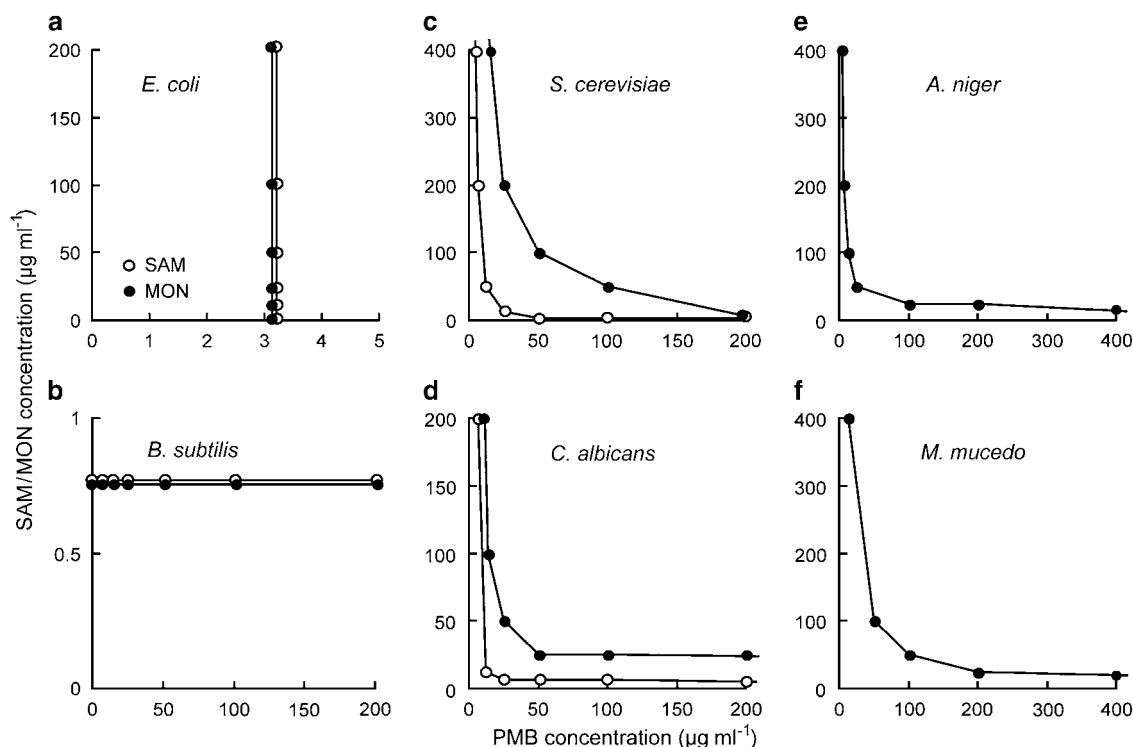 a
200
150
100
50
0
E. coli
SAM
MON
0 1 2 3 4 5
b
1
0.5
0
B. subtilis
0 50 100 150 200
c
400
300
200
100
0
S. cerevisiae
0 50 100 150 200
d
200
150
100
50
0
C. albicans
0 50 100 150 200
e
400
300
200
100
0
A. niger
0 100 200 300 400
f
400
300
200
100
0
M. mucedo
0 100 200 300 400
SAM/MON concentration (µg ml⁻¹)
PMB concentration (µg ml⁻¹)